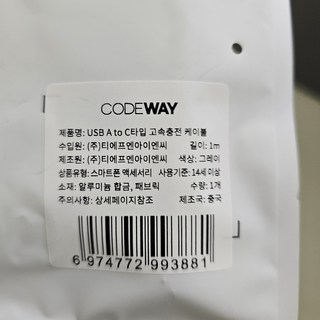 CODEWAY
제품명: USB A to C타입 고속충전 케이블
수입원: (주)티에프엔아이엔씨 길이: 1m
제조원: (주)티에프엔아이엔씨 색상: 그레이
상품유형: 스마트폰 액세서리 사용기준: 14세 이상
소재: 알루미늄 합금, 패브릭 수량: 1개
주의사항: 상세페이지참조 제조국: 중국
6 974772 993881